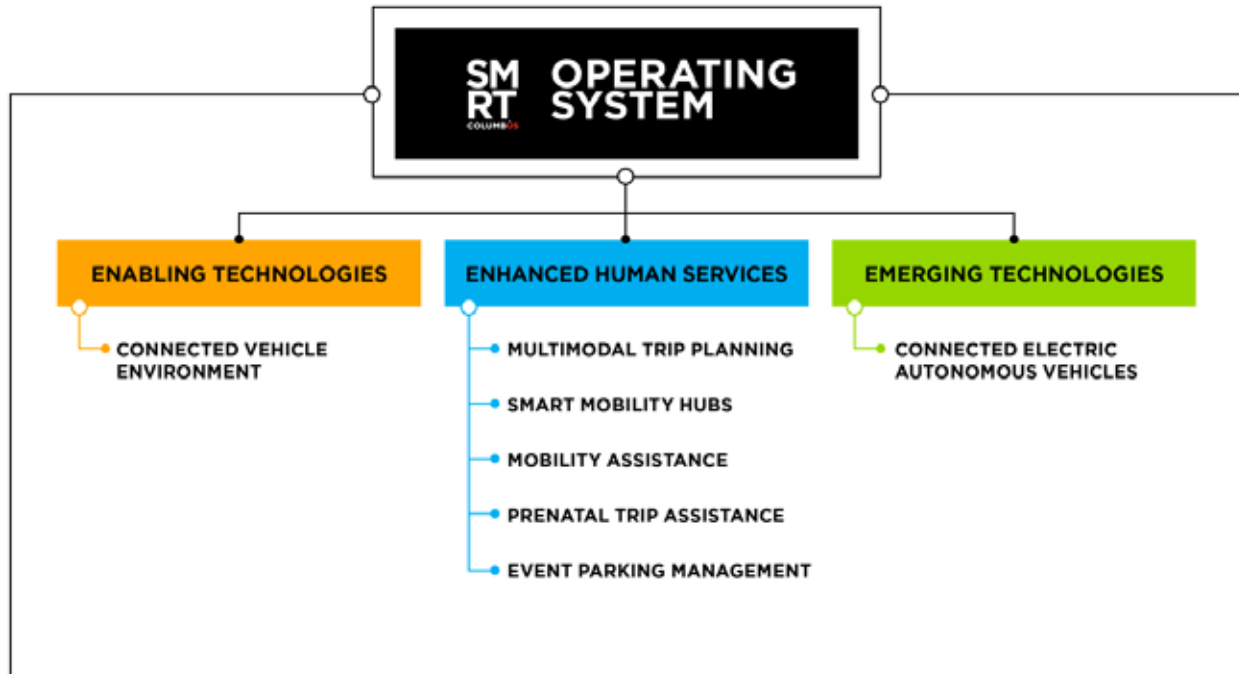 SM
RT
COLUMBUS
OPERATING
SYSTEM
ENABLING TECHNOLOGIES
CONNECTED VEHICLE
ENVIRONMENT
ENHANCED HUMAN SERVICES
MULTIMODAL TRIP PLANNING
SMART MOBILITY HUBS
MOBILITY ASSISTANCE
PRENATAL TRIP ASSISTANCE
EVENT PARKING MANAGEMENT
EMERGING TECHNOLOGIES
CONNECTED ELECTRIC
AUTONOMOUS VEHICLES